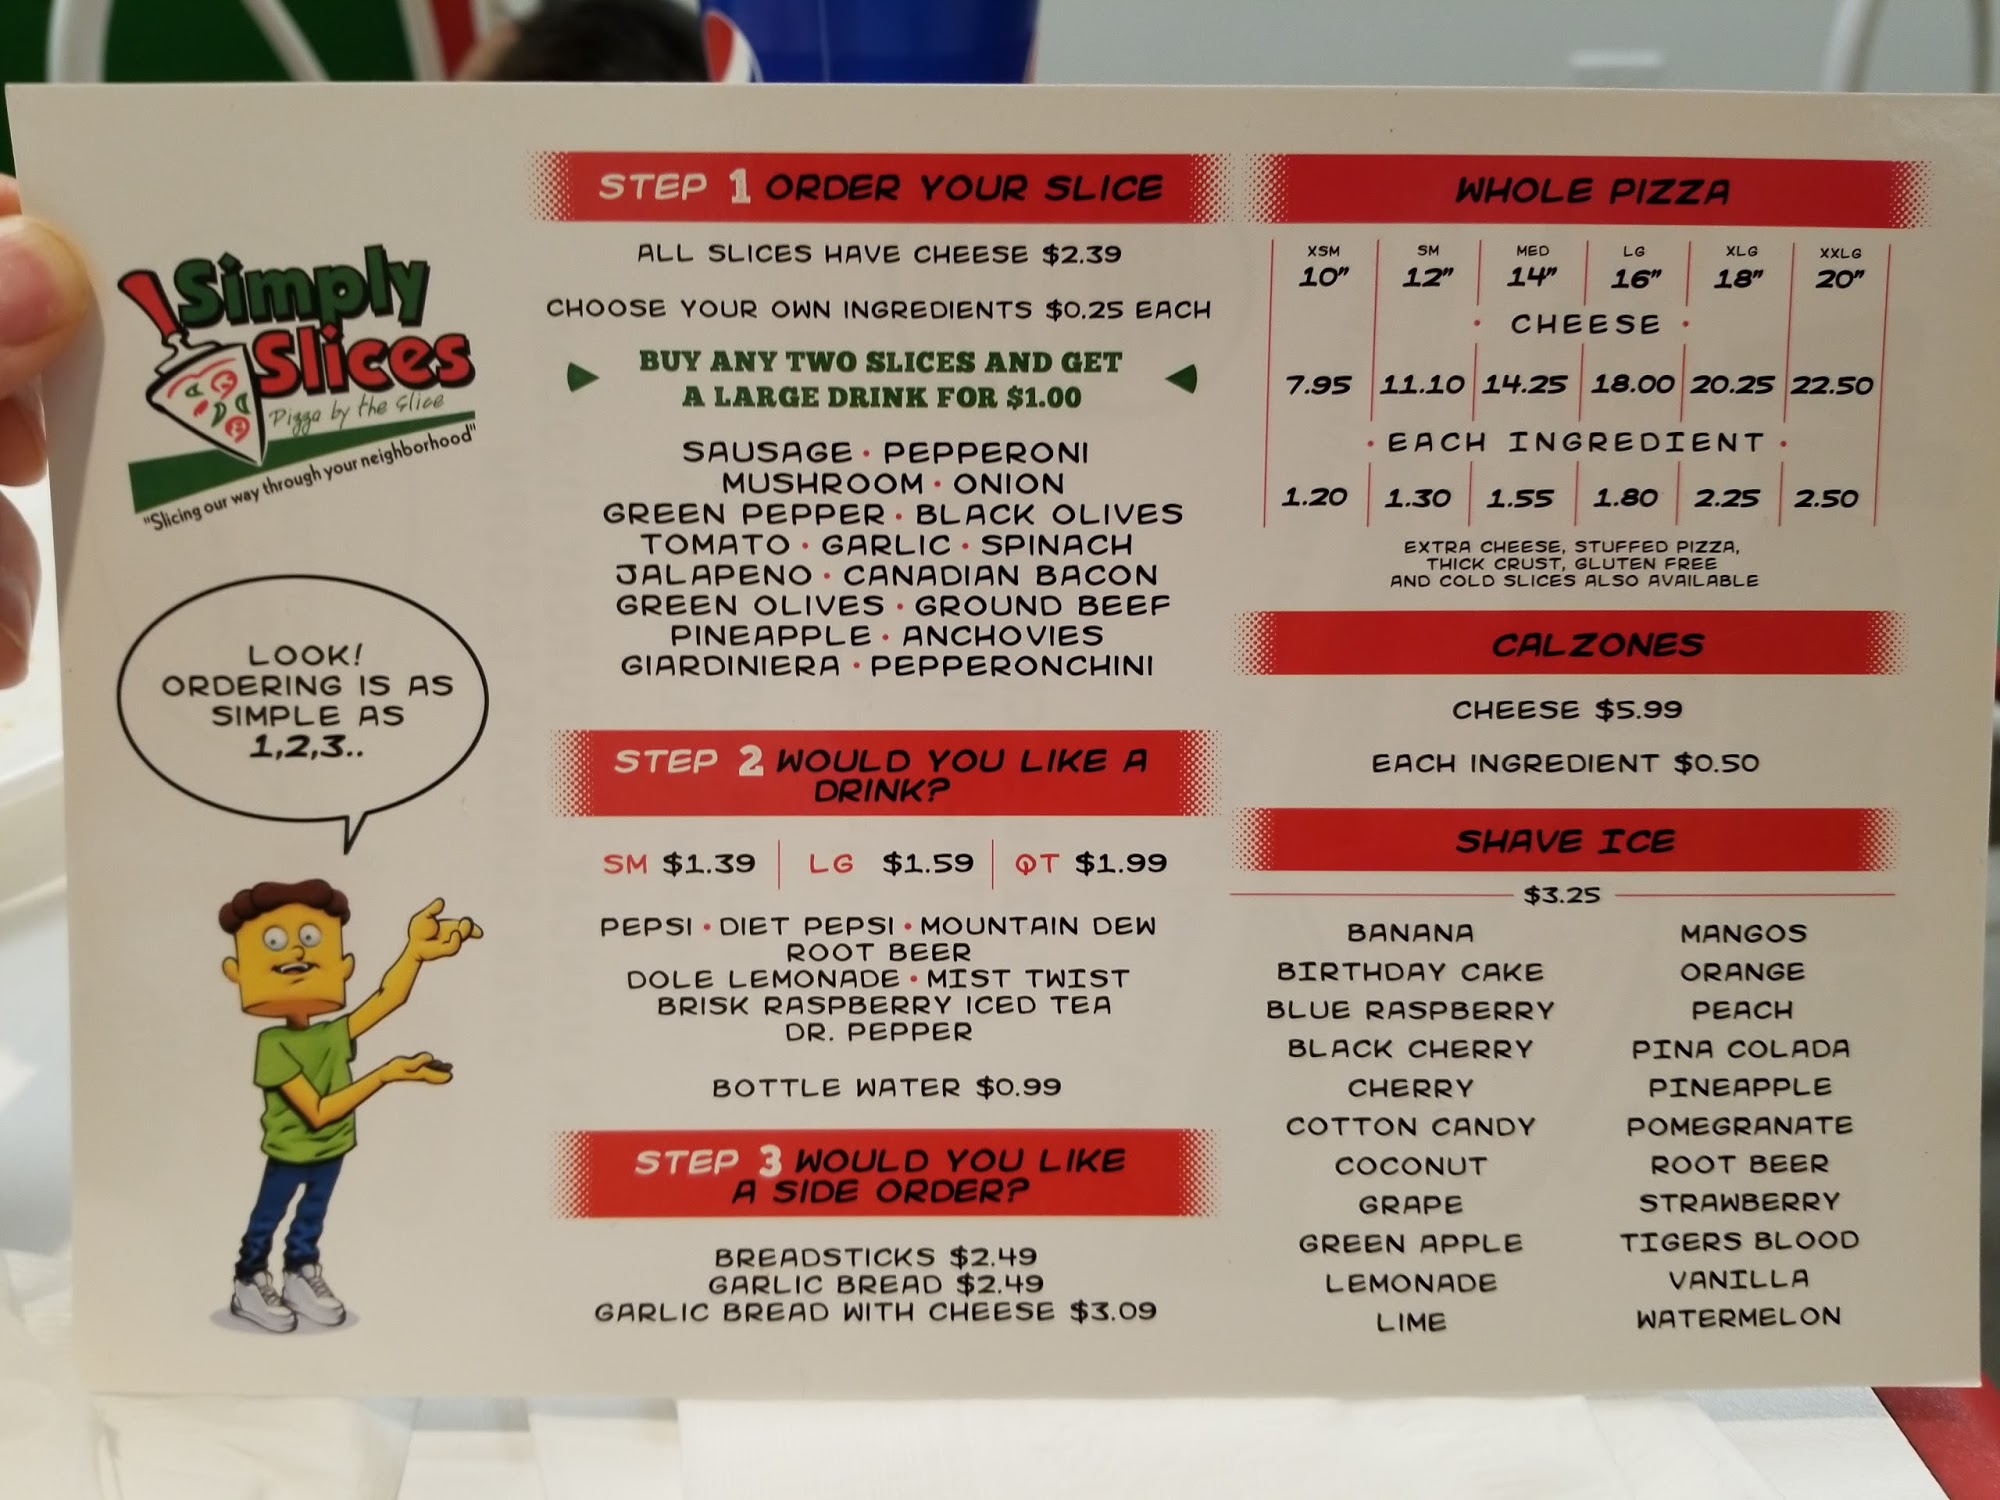 Simply
Slices
Pizza by the Slice
"Slicing our way through your neighborhood"
LOOK!
ORDERING IS AS
SIMPLE AS
1,2,3..
STEP 1 ORDER YOUR SLICE
ALL SLICES HAVE CHEESE $2.39
CHOOSE YOUR OWN INGREDIENTS $0.25 EACH
BUY ANY TWO SLICES AND GET
A LARGE DRINK FOR $1.00
SAUSAGE • PEPPERONI
MUSHROOM • ONION
GREEN PEPPER • BLACK OLIVES
TOMATO • GARLIC • SPINACH
JALAPENO • CANADIAN BACON
GREEN OLIVES • GROUND BEEF
PINEAPPLE • ANCHOVIES
GIARDINIERA • PEPPERONCHINI
STEP 2 WOULD YOU LIKE A
DRINK?
SM $1.39 LG $1.59 QT $1.99
PEPSI • DIET PEPSI • MOUNTAIN DEW
ROOT BEER
DOLE LEMONADE • MIST TWIST
BRISK RASPBERRY ICED TEA
DR. PEPPER
BOTTLE WATER $0.99
STEP 3 WOULD YOU LIKE
A SIDE ORDER?
BREADSTICKS $2.49
GARLIC BREAD $2.49
GARLIC BREAD WITH CHEESE $3.09
WHOLE PIZZA
XSM SM MED LG XLG XXLG
10" 12" 14" 16" 18" 20"
• CHEESE •
7.95 11.10 14.25 18.00 20.25 22.50
• EACH INGREDIENT •
1.20 1.30 1.55 1.80 2.25 2.50
EXTRA CHEESE, STUFFED PIZZA,
THICK CRUST, GLUTEN FREE
AND COLD SLICES ALSO AVAILABLE
CALZONES
CHEESE $5.99
EACH INGREDIENT $0.50
SHAVE ICE
$3.25
BANANA
BIRTHDAY CAKE
BLUE RASPBERRY
BLACK CHERRY
CHERRY
COTTON CANDY
COCONUT
GRAPE
GREEN APPLE
LEMONADE
LIME
MANGOS
ORANGE
PEACH
PINA COLADA
PINEAPPLE
POMEGRANATE
ROOT BEER
STRAWBERRY
TIGERS BLOOD
VANILLA
WATERMELON